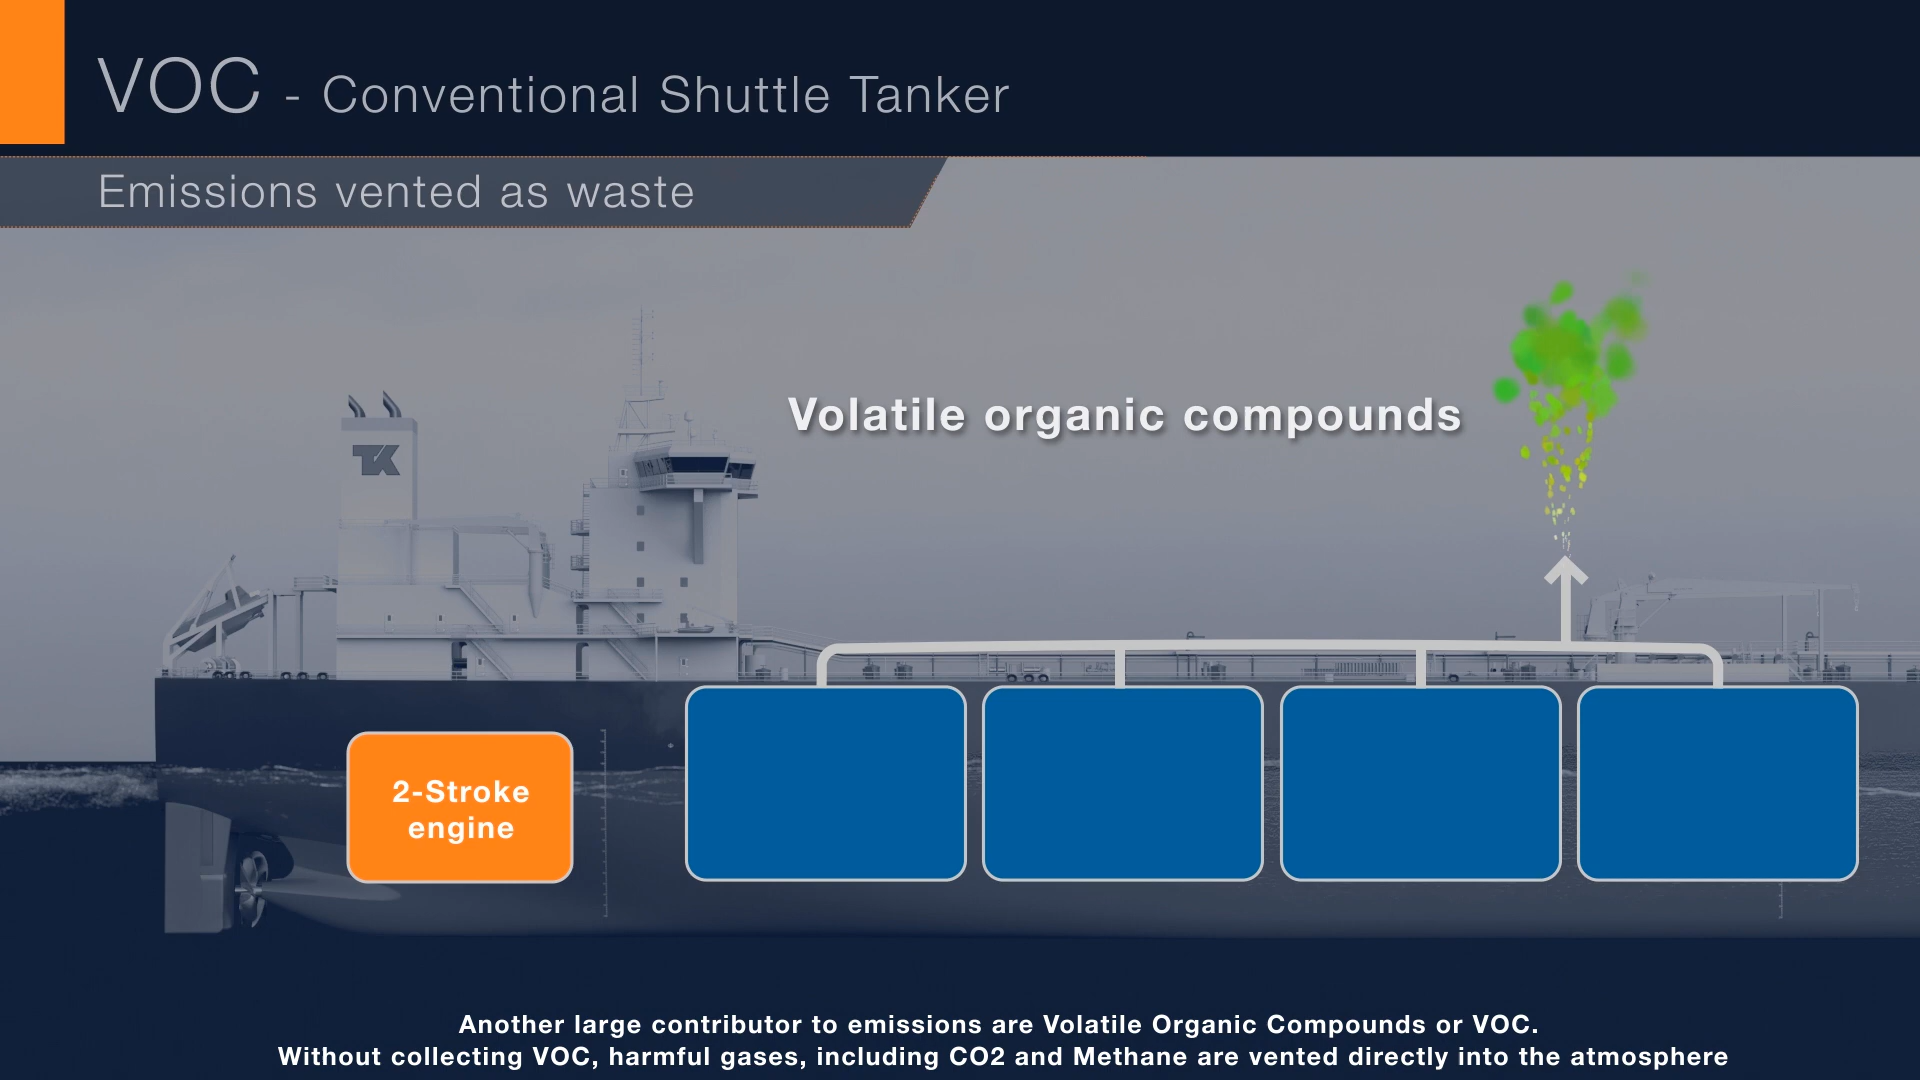 VOC - Conventional Shuttle Tanker
Emissions vented as waste
Volatile organic compounds
TK
2-Stroke
engine
Another large contributor to emissions are Volatile Organic Compounds or VOC.
Without collecting VOC, harmful gases, including CO2 and Methane are vented directly into the atmosphere